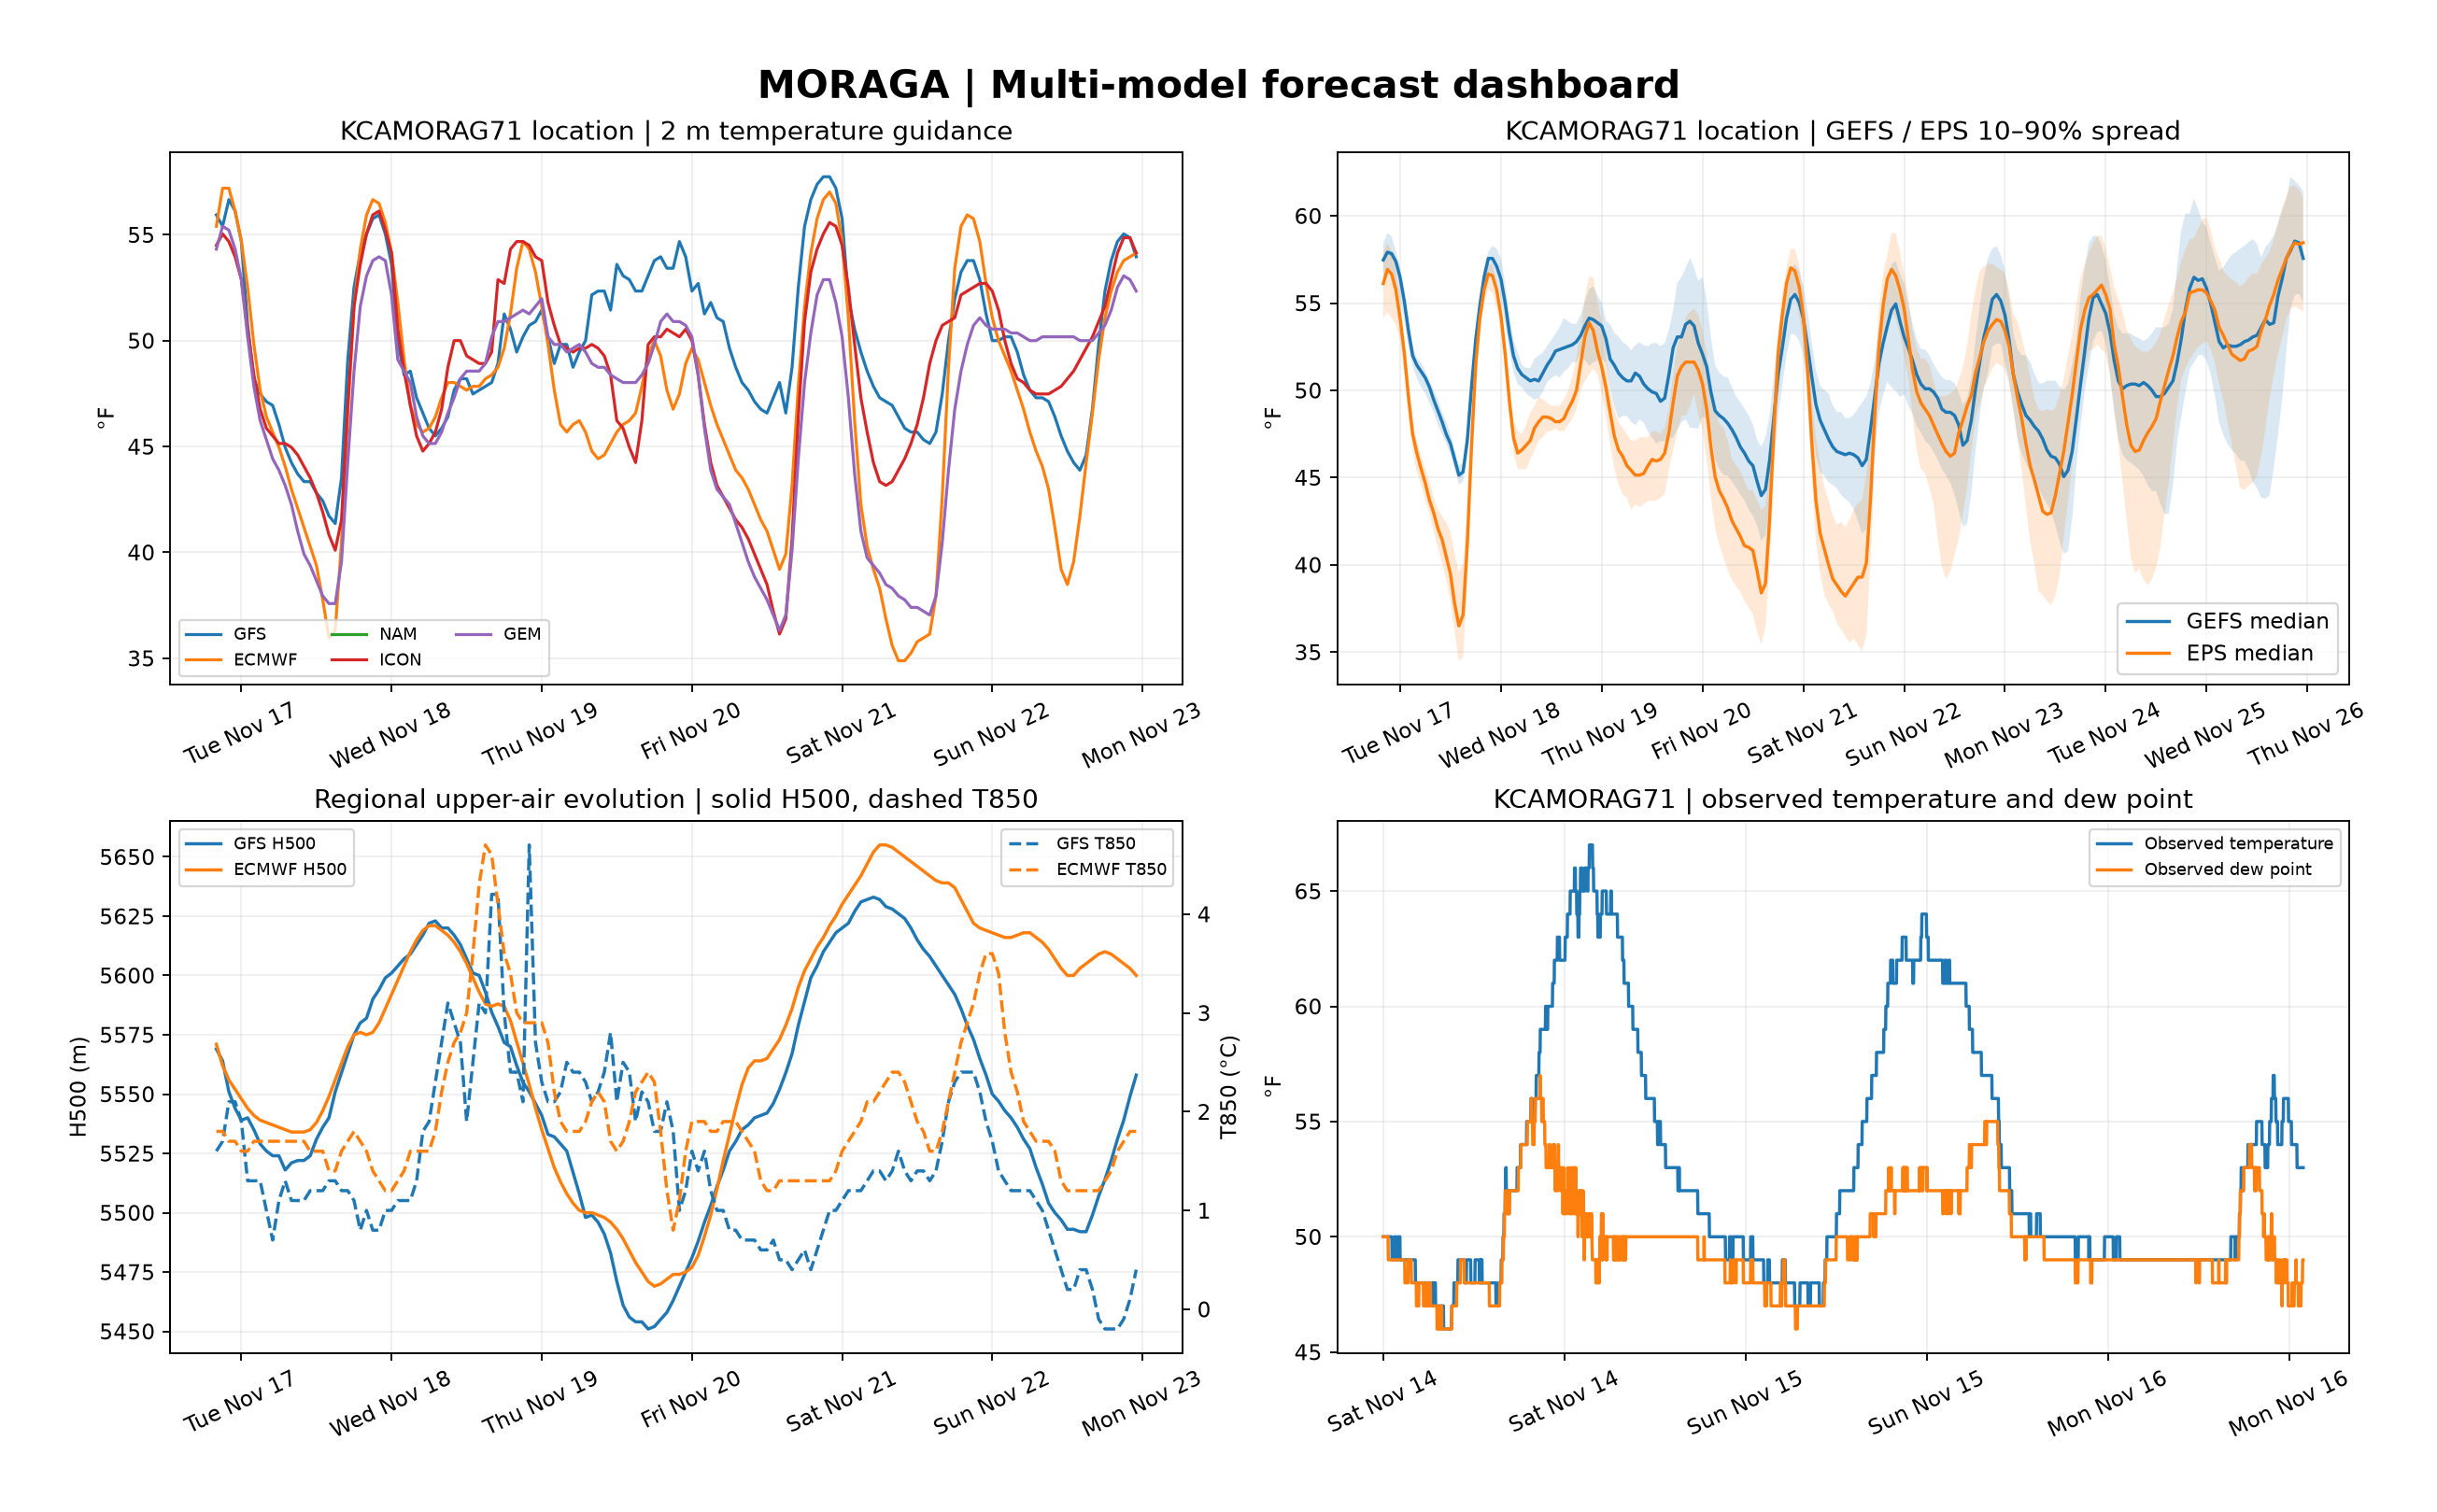 MORAGA | Multi-model forecast dashboard
KCAMORAG71 location | 2 m temperature guidance
°F
55
50
45
40
35
GFS
ECMWF
NAM
ICON
GEM
Tue Nov 17
Wed Nov 18
Thu Nov 19
Fri Nov 20
Sat Nov 21
Sun Nov 22
Mon Nov 23
KCAMORAG71 location | GEFS / EPS 10–90% spread
°F
60
55
50
45
40
35
GEFS median
EPS median
Tue Nov 17
Wed Nov 18
Thu Nov 19
Fri Nov 20
Sat Nov 21
Sun Nov 22
Mon Nov 23
Tue Nov 24
Wed Nov 25
Thu Nov 26
Regional upper-air evolution | solid H500, dashed T850
H500 (m)
5650
5625
5600
5575
5550
5525
5500
5475
5450
GFS H500
ECMWF H500
GFS T850
ECMWF T850
4
3
2
1
0
T850 (°C)
Tue Nov 17
Wed Nov 18
Thu Nov 19
Fri Nov 20
Sat Nov 21
Sun Nov 22
Mon Nov 23
KCAMORAG71 | observed temperature and dew point
°F
65
60
55
50
45
Observed temperature
Observed dew point
Sat Nov 14
Sat Nov 14
Sun Nov 15
Sun Nov 15
Mon Nov 16
Mon Nov 16